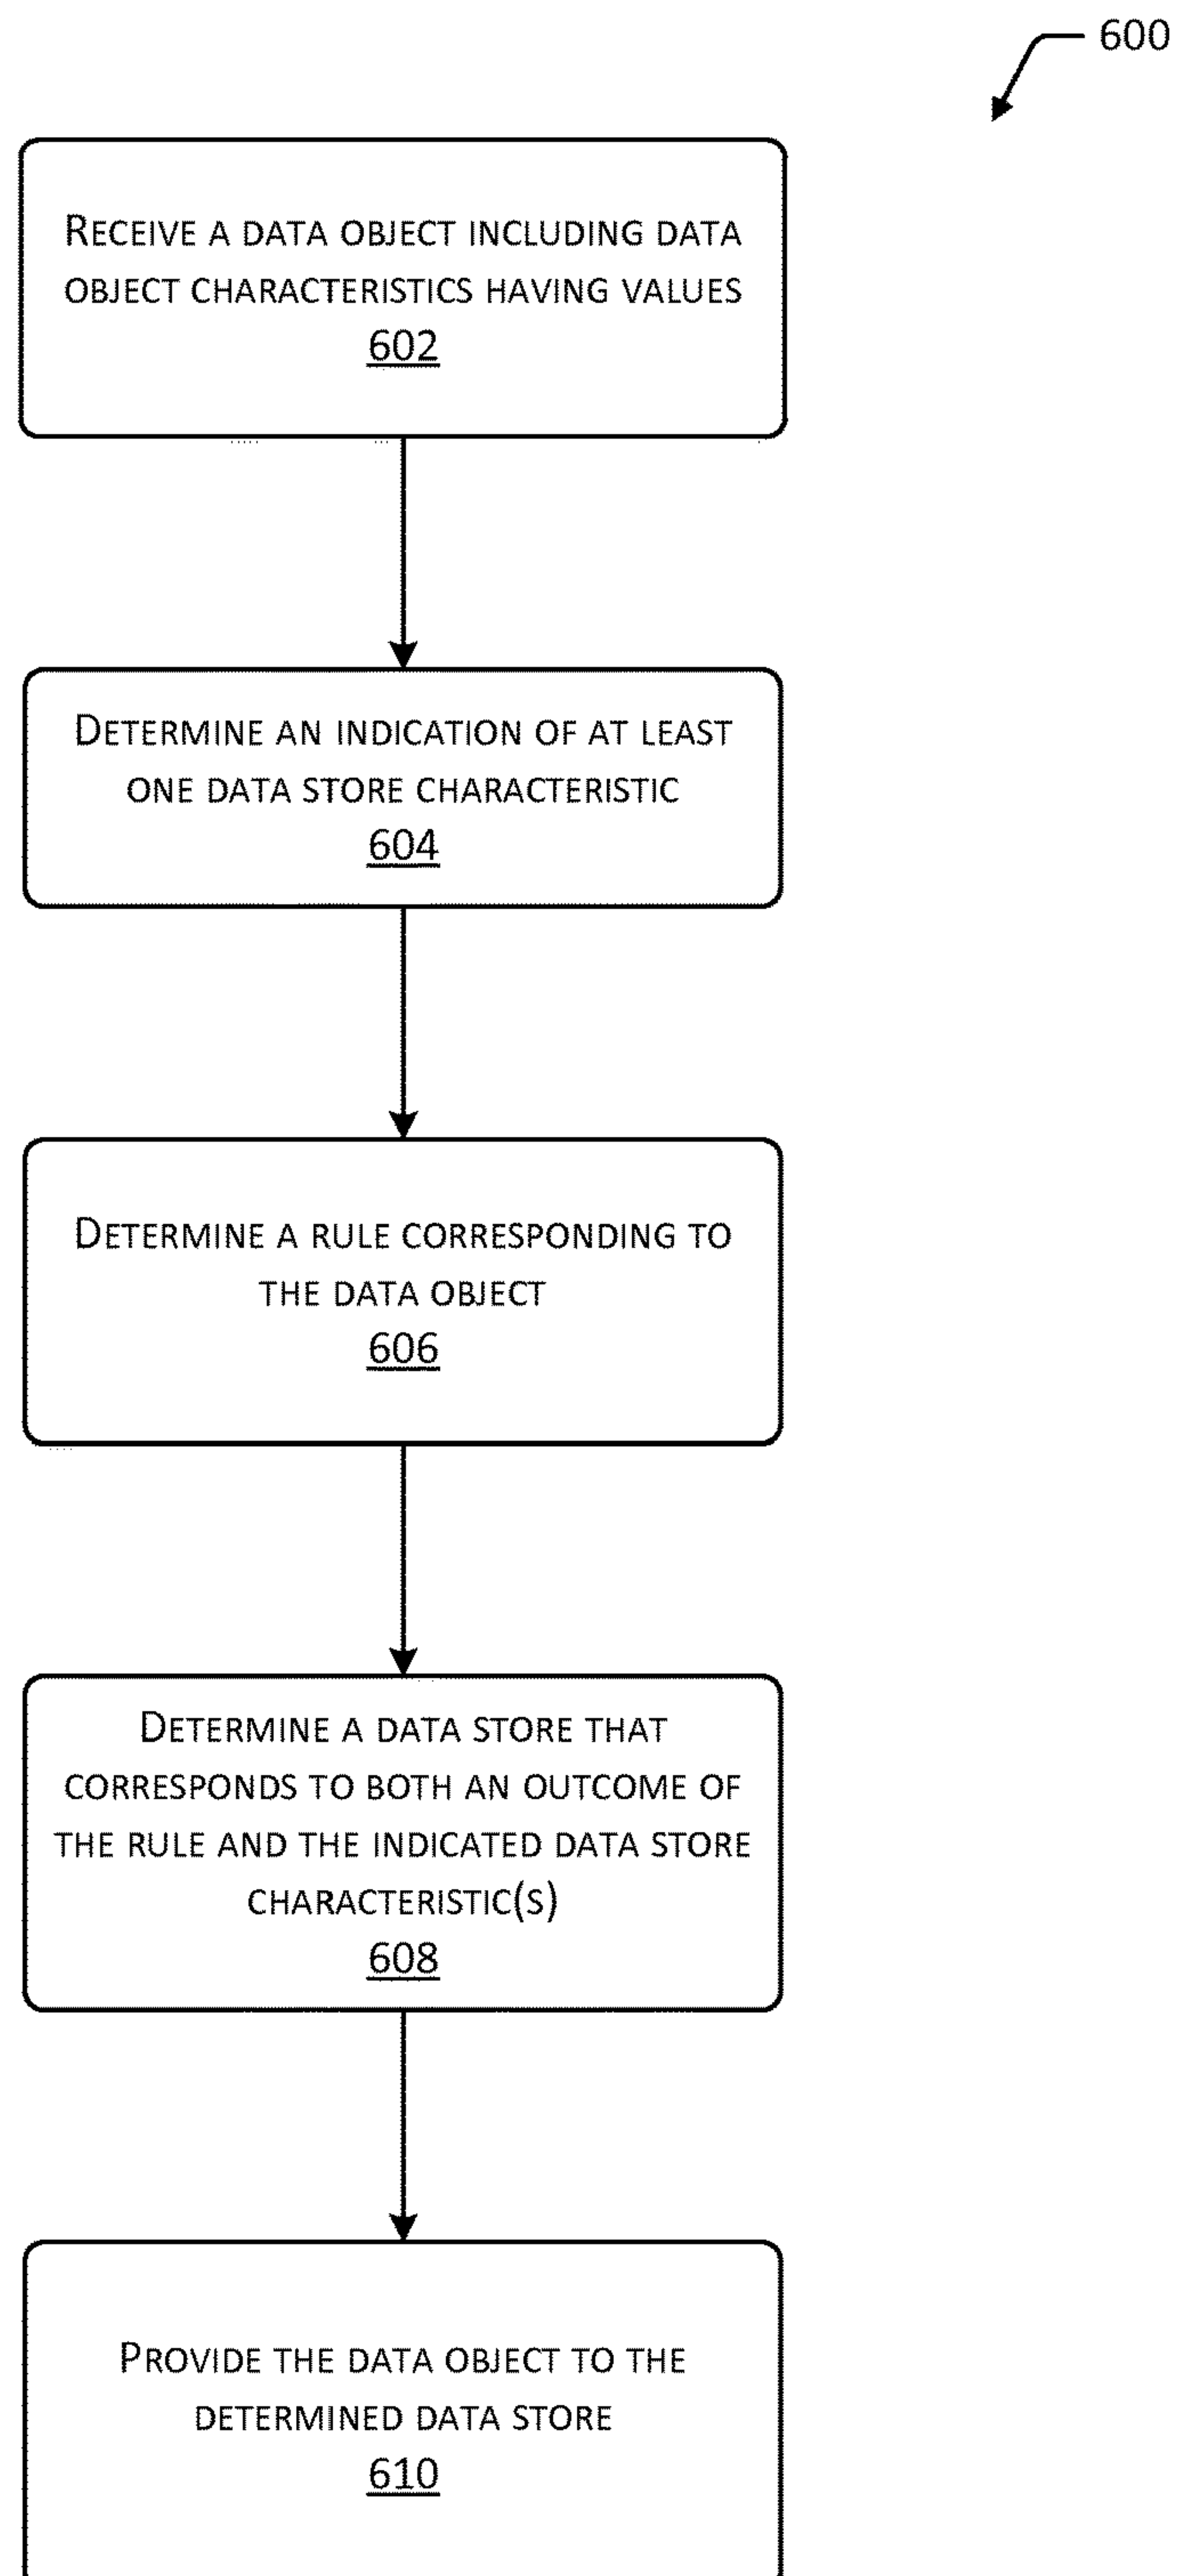 600
RECEIVE A DATA OBJECT INCLUDING DATA
OBJECT CHARACTERISTICS HAVING VALUES
602
DETERMINE AN INDICATION OF AT LEAST
ONE DATA STORE CHARACTERISTIC
604
DETERMINE A RULE CORRESPONDING TO
THE DATA OBJECT
606
DETERMINE A DATA STORE THAT
CORRESPONDS TO BOTH AN OUTCOME OF
THE RULE AND THE INDICATED DATA STORE
CHARACTERISTIC(S)
608
PROVIDE THE DATA OBJECT TO THE
DETERMINED DATA STORE
610